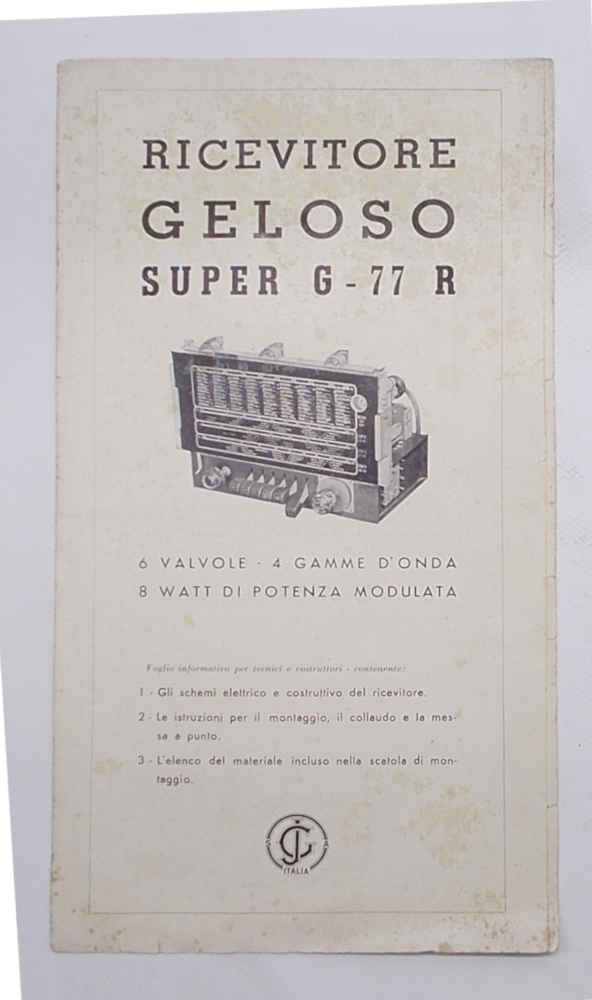 RICEVITORE
GELOSO
SUPER G-77 R
6 VALVOLE - 4 GAMME D'ONDA
8 WATT DI POTENZA MODULATA
Foglio informativo per tecnici e costruttori - contenente:
1 - Gli schemi elettrico e costruttivo del ricevitore.
2 - Le istruzioni per il montaggio, il collaudo e la mes-
sa a punto.
3 - L'elenco del materiale incluso nella scatola di mon-
taggio.
ITALIA